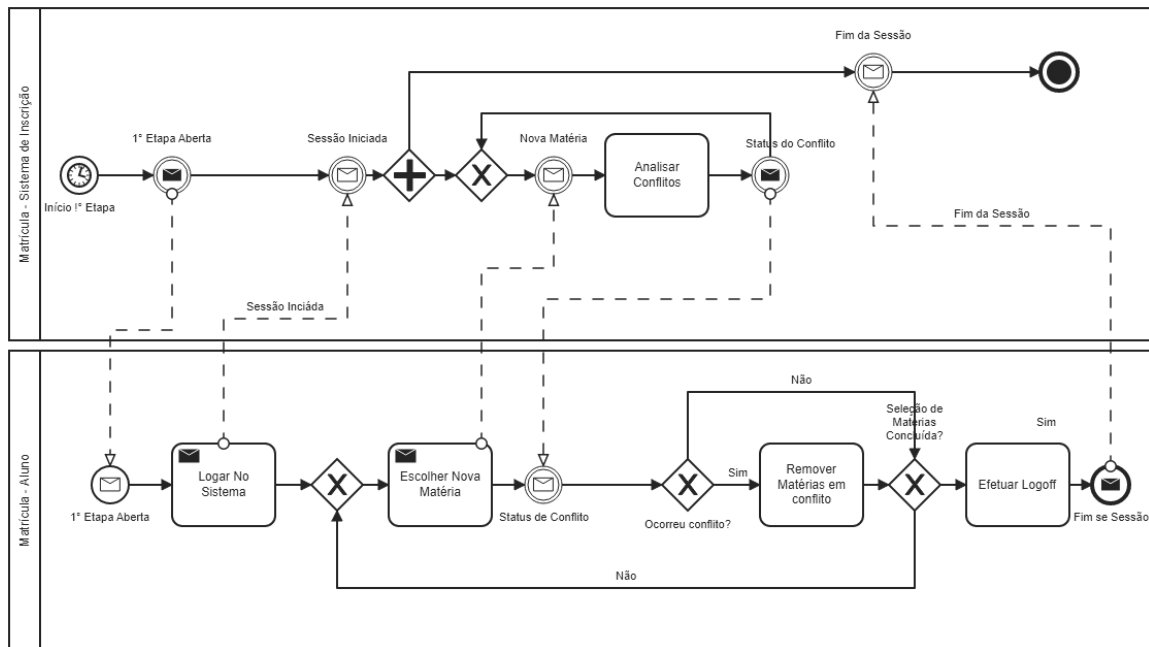 Matrícula - Sistema de Inscrição
Fim da Sessão
1° Etapa Aberta
Sessão Iniciada
Nova Matéria
Status do Conflito
Analisar
Conflitos
Início !° Etapa
Fim da Sessão
Sessão Inciáda
Matrícula - Aluno
Não
Seleção de
Matérias
Concluída?
Sim
Logar No
Sistema
Escolher Nova
Matéria
Sim
Remover
Matérias em
conflito
Efetuar Logoff
1° Etapa Aberta
Status de Conflito
Ocorreu conflito?
Fim se Sessão
Não